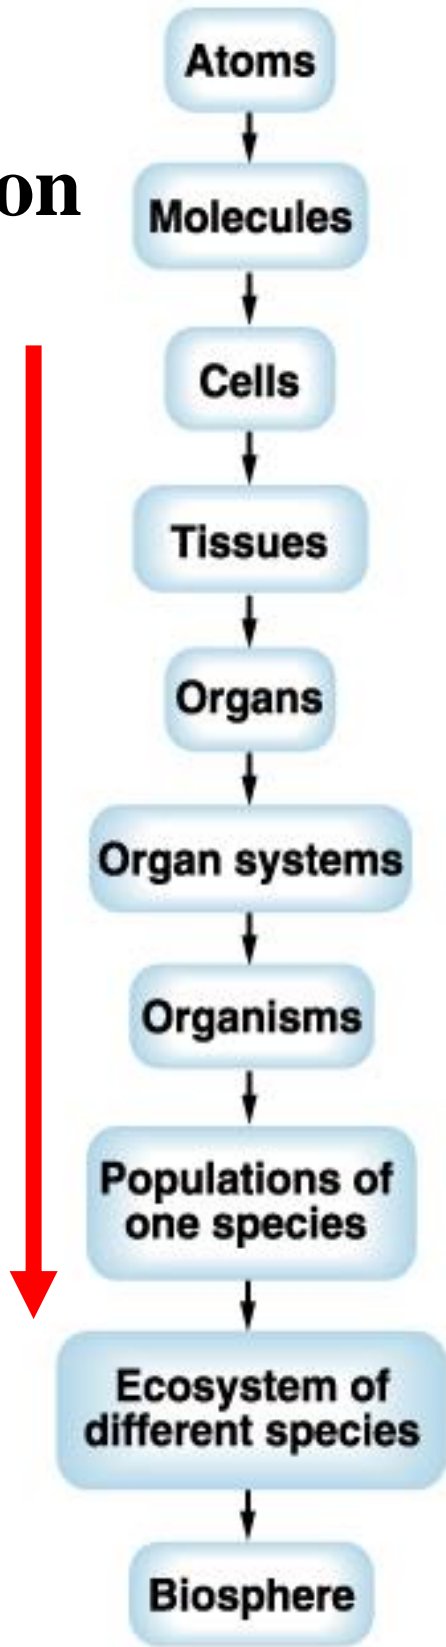 Atoms
on
Molecules
Cells
Tissues
Organs
Organ systems
Organisms
Populations of
one species
Ecosystem of
different species
Biosphere